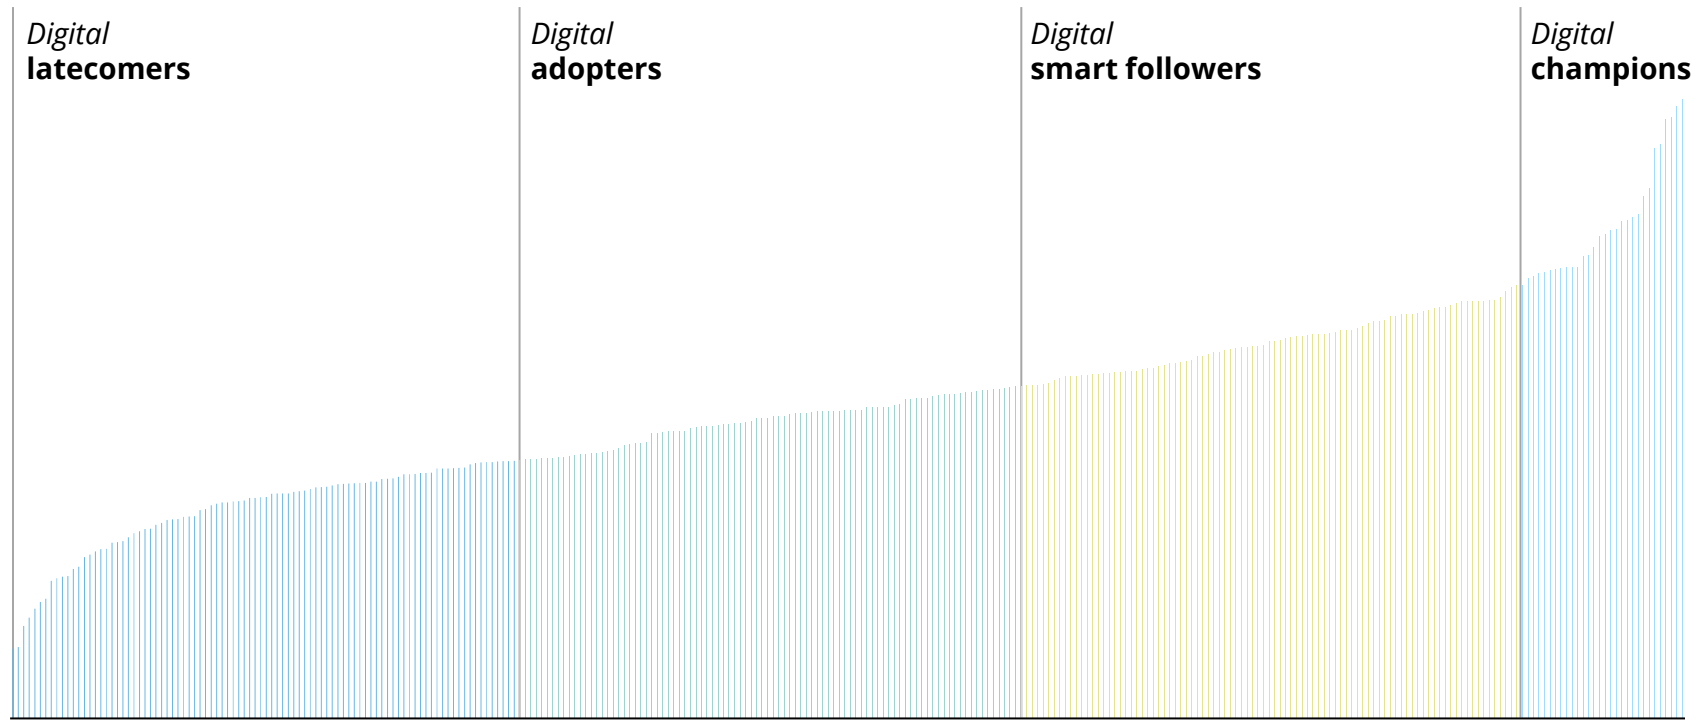 Digital
latecomers
Digital
adopters
Digital
smart followers
Digital
champions